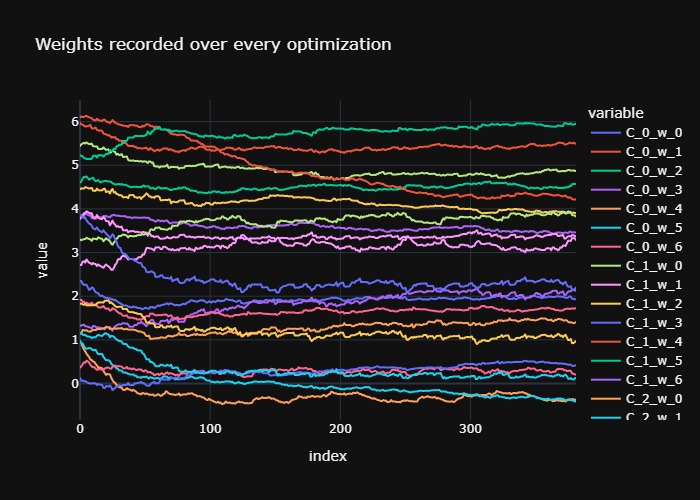 Weights recorded over every optimization
variable
C_0_w_0
C_0_w_1
C_0_w_2
C_0_w_3
C_0_w_4
C_0_w_5
C_0_w_6
C_1_w_0
C_1_w_1
C_1_w_2
C_1_w_3
C_1_w_4
C_1_w_5
C_1_w_6
C_2_w_0
C_2_w_1
value
6
5
4
3
2
1
0
0
100
200
300
index